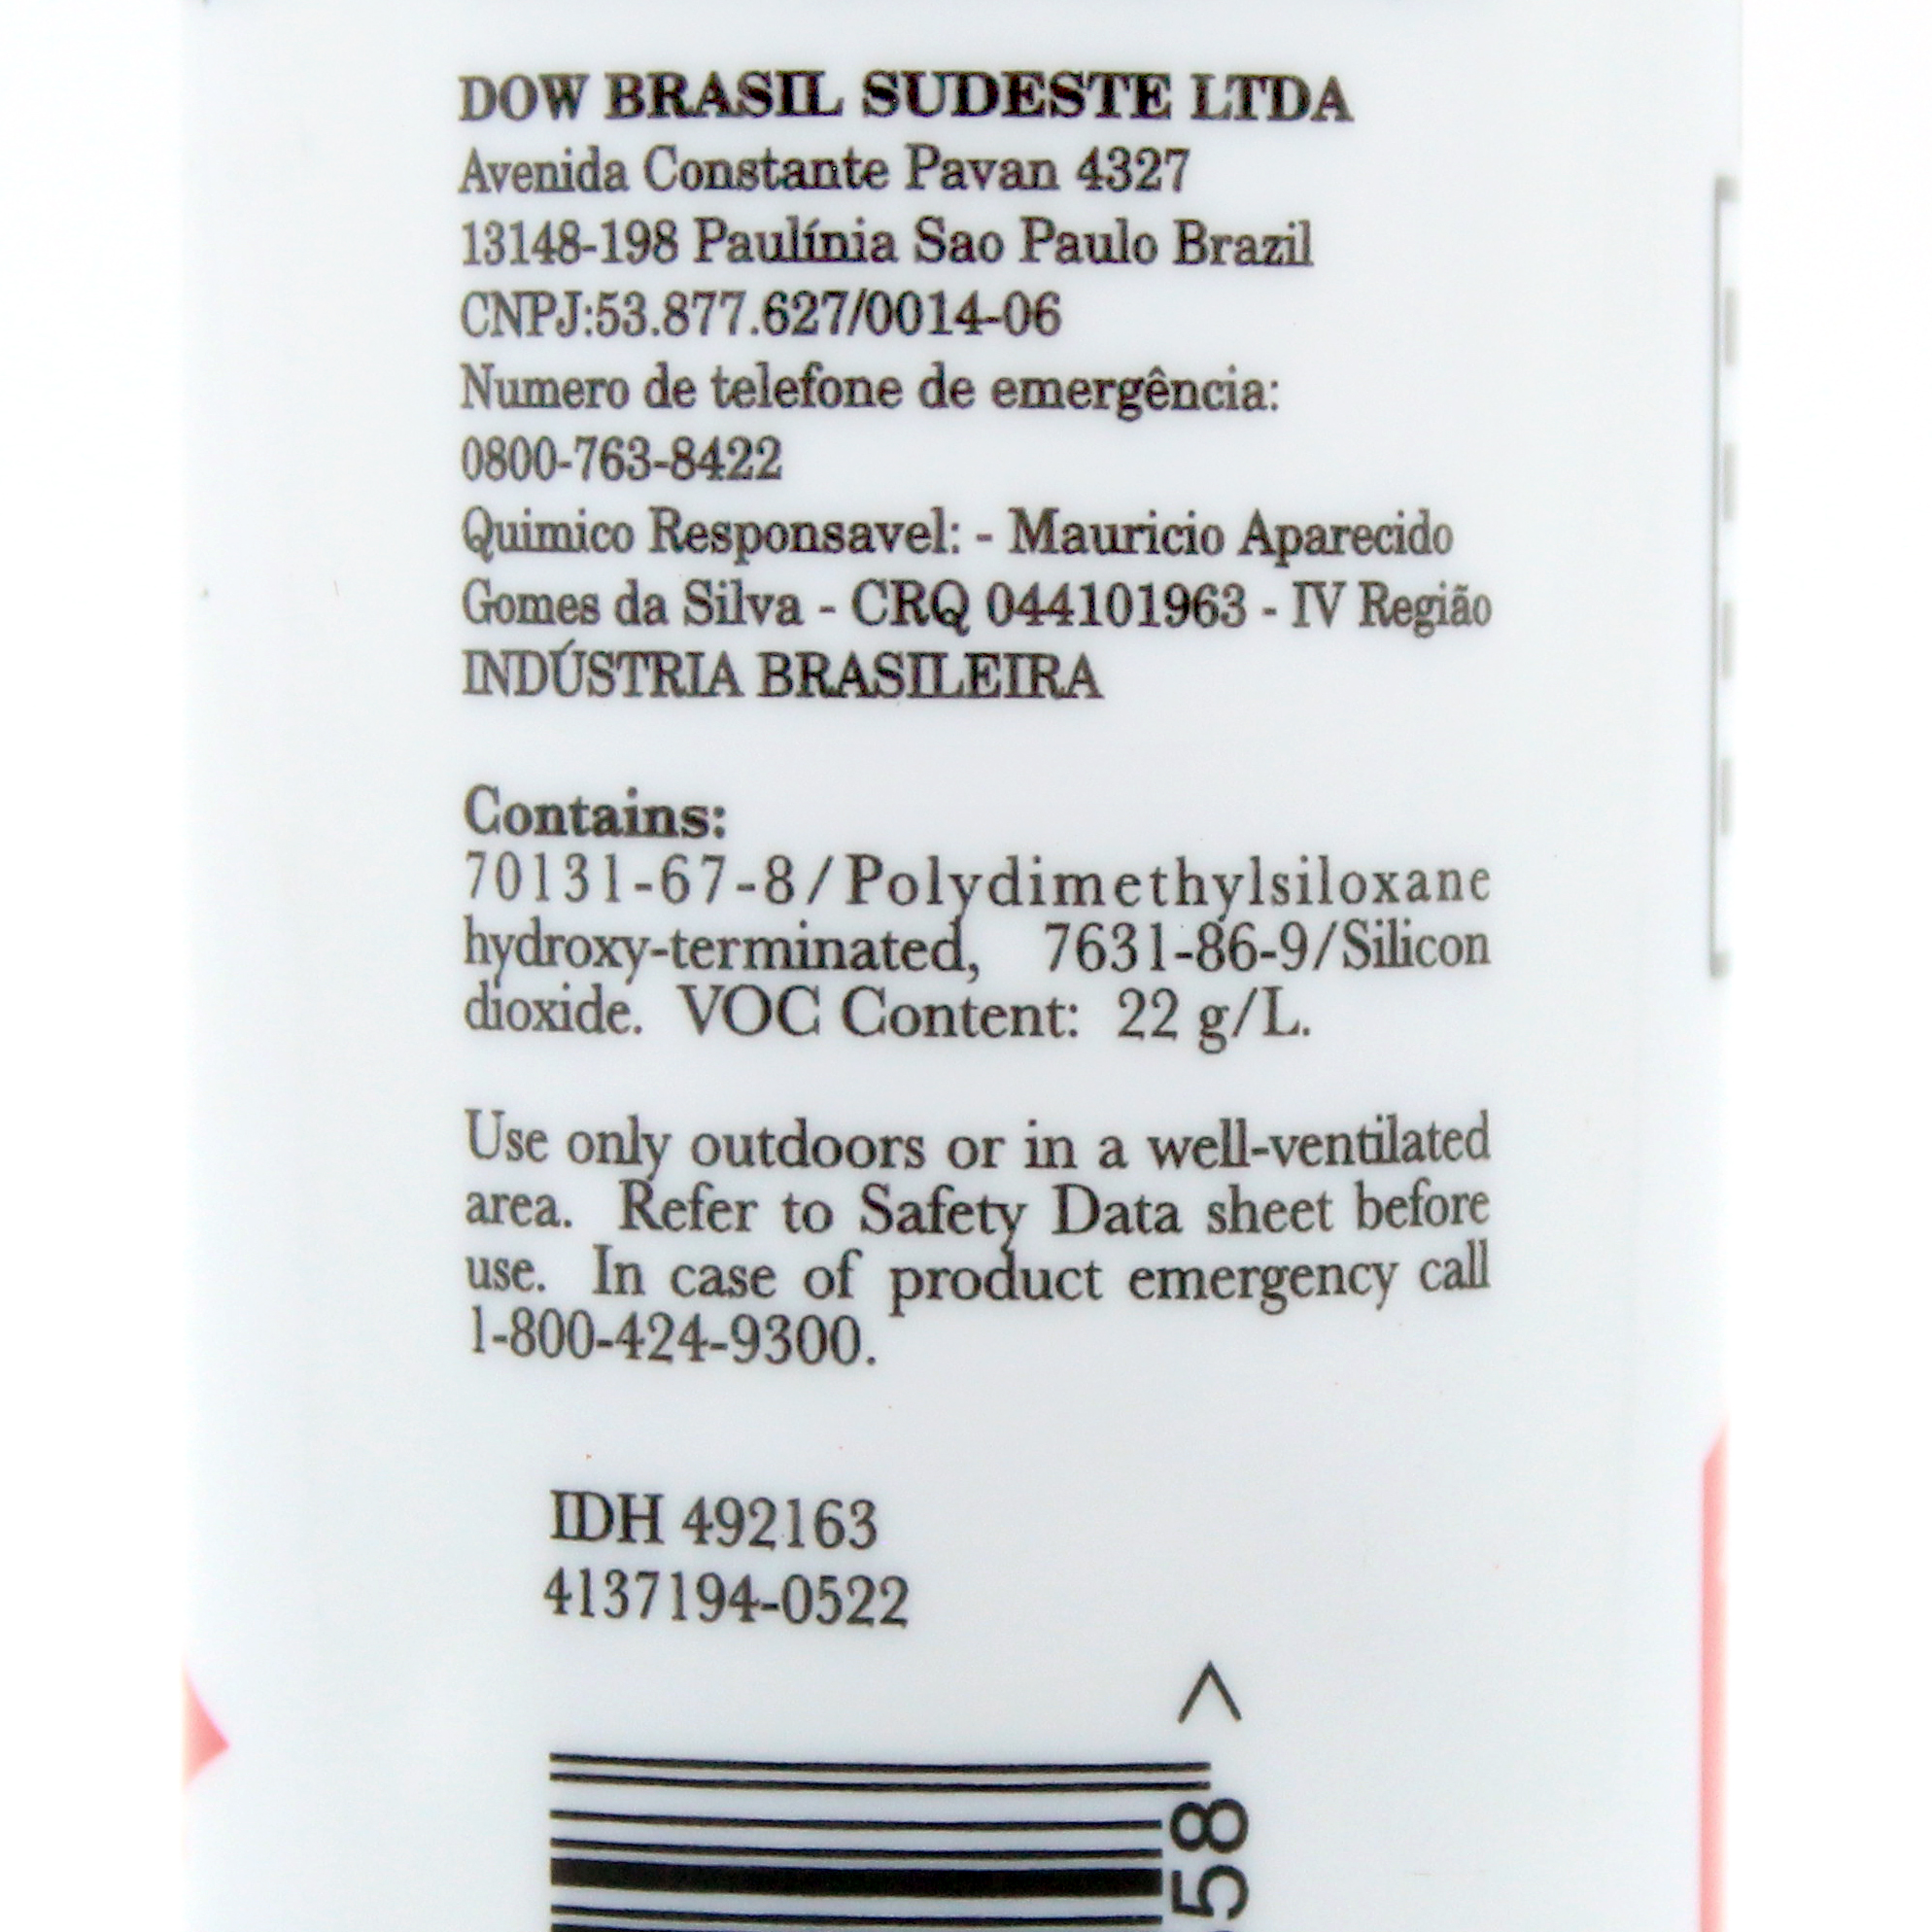 DOW BRASIL SUDESTE LTDA
Avenida Constante Pavan 4327
13148-198 Paulínia Sao Paulo Brazil
CNPJ:53.877.627/0014-06
Numero de telefone de emergência:
0800-763-8422
Quimico Responsavel: - Mauricio Aparecido
Gomes da Silva - CRQ 044101963 - IV Região
INDÚSTRIA BRASILEIRA
Contains:
70131-67-8/Polydimethylsiloxane
hydroxy-terminated, 7631-86-9/Silicon
dioxide. VOC Content: 22 g/L.
Use only outdoors or in a well-ventilated
area. Refer to Safety Data sheet before
use. In case of product emergency call
1-800-424-9300.
IDH 492163
4137194-0522
58 >